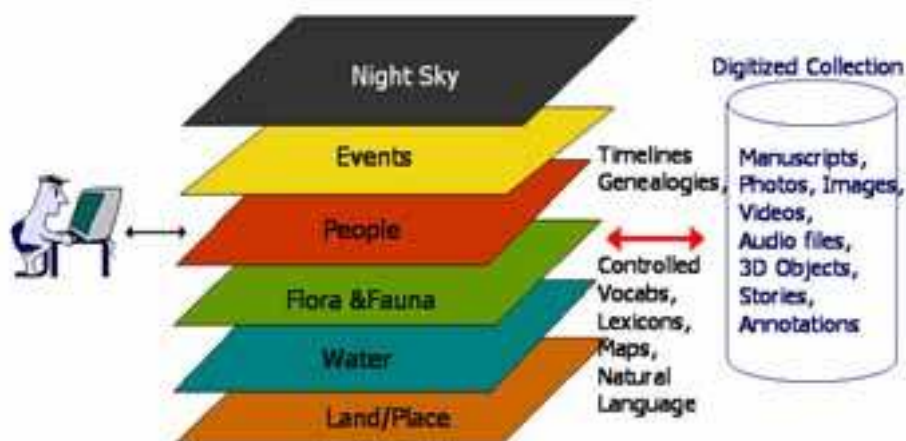 Night Sky
Events
People
Flora &Fauna
Water
Land/Place
Timelines
Genealogies,
Controlled
Vocabs,
Lexicons,
Maps,
Natural
Language
Digitized Collection
Manuscripts,
Photos, Images,
Videos,
Audio files,
3D Objects,
Stories,
Annotations